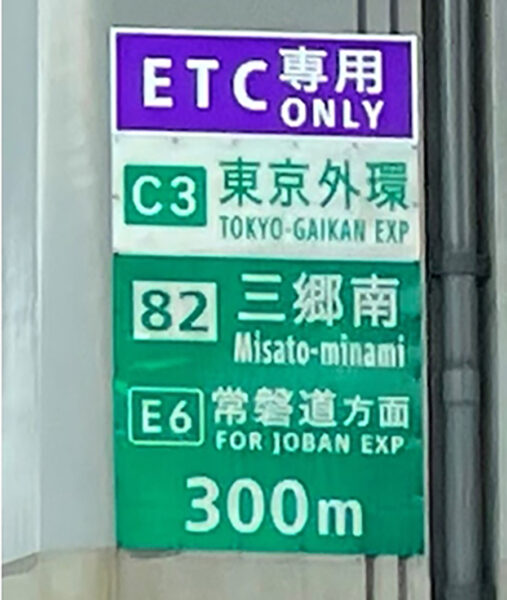 ETC専用
ONLY
C3 東京外環
TOKYO-GAIKAN EXP
82 三郷南
Misato-minami
E6 常磐道方面
FOR JOBAN EXP
300m